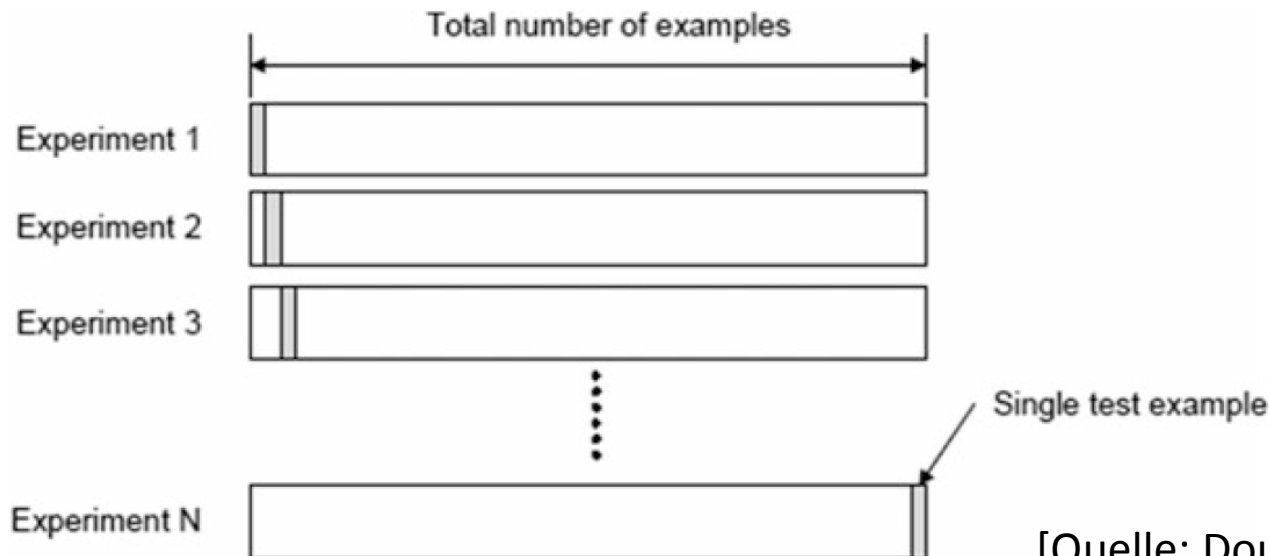 Total number of examples
Experiment 1
Experiment 2
Experiment 3
Single test example
Experiment N
[Quelle: